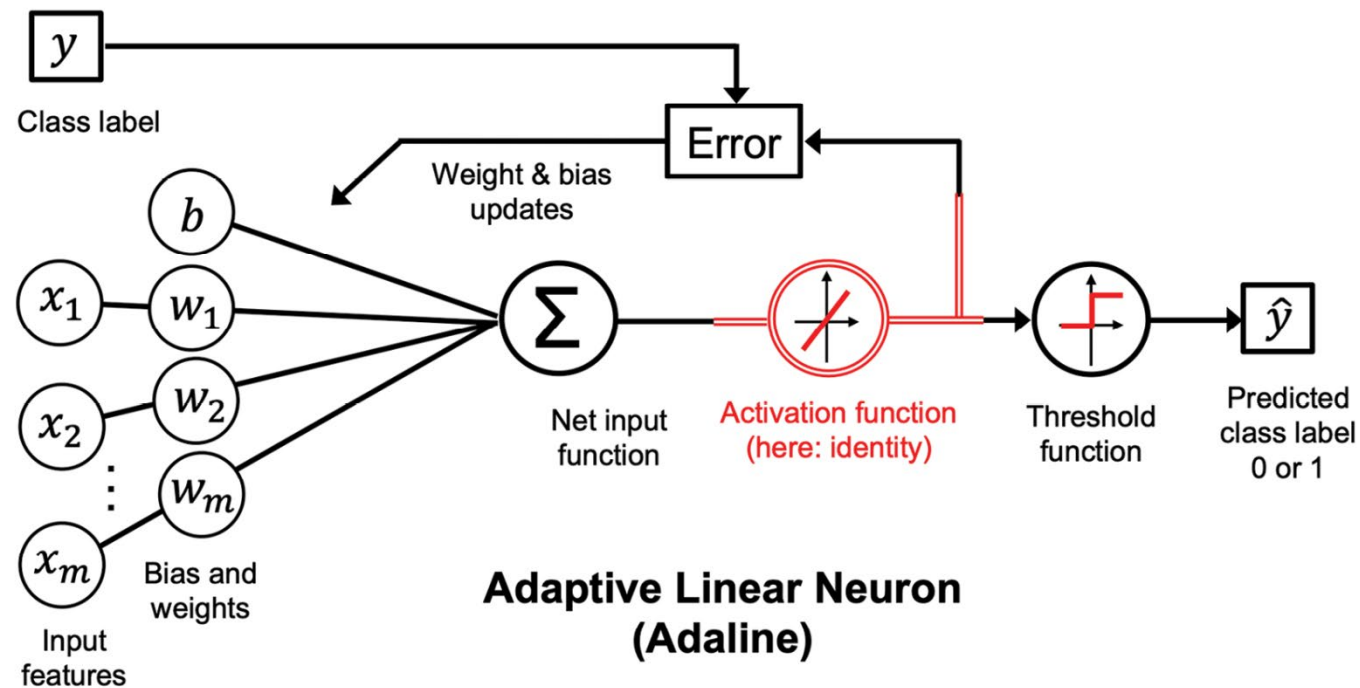 y
Class label
Error
Weight & bias
updates
b
x₁
w₁
x₂
w₂
⋮
xₘ
wₘ
Input
features
Bias and
weights
Σ
Net input
function
Activation function
(here: identity)
Threshold
function
ŷ
Predicted
class label
0 or 1
Adaptive Linear Neuron
(Adaline)